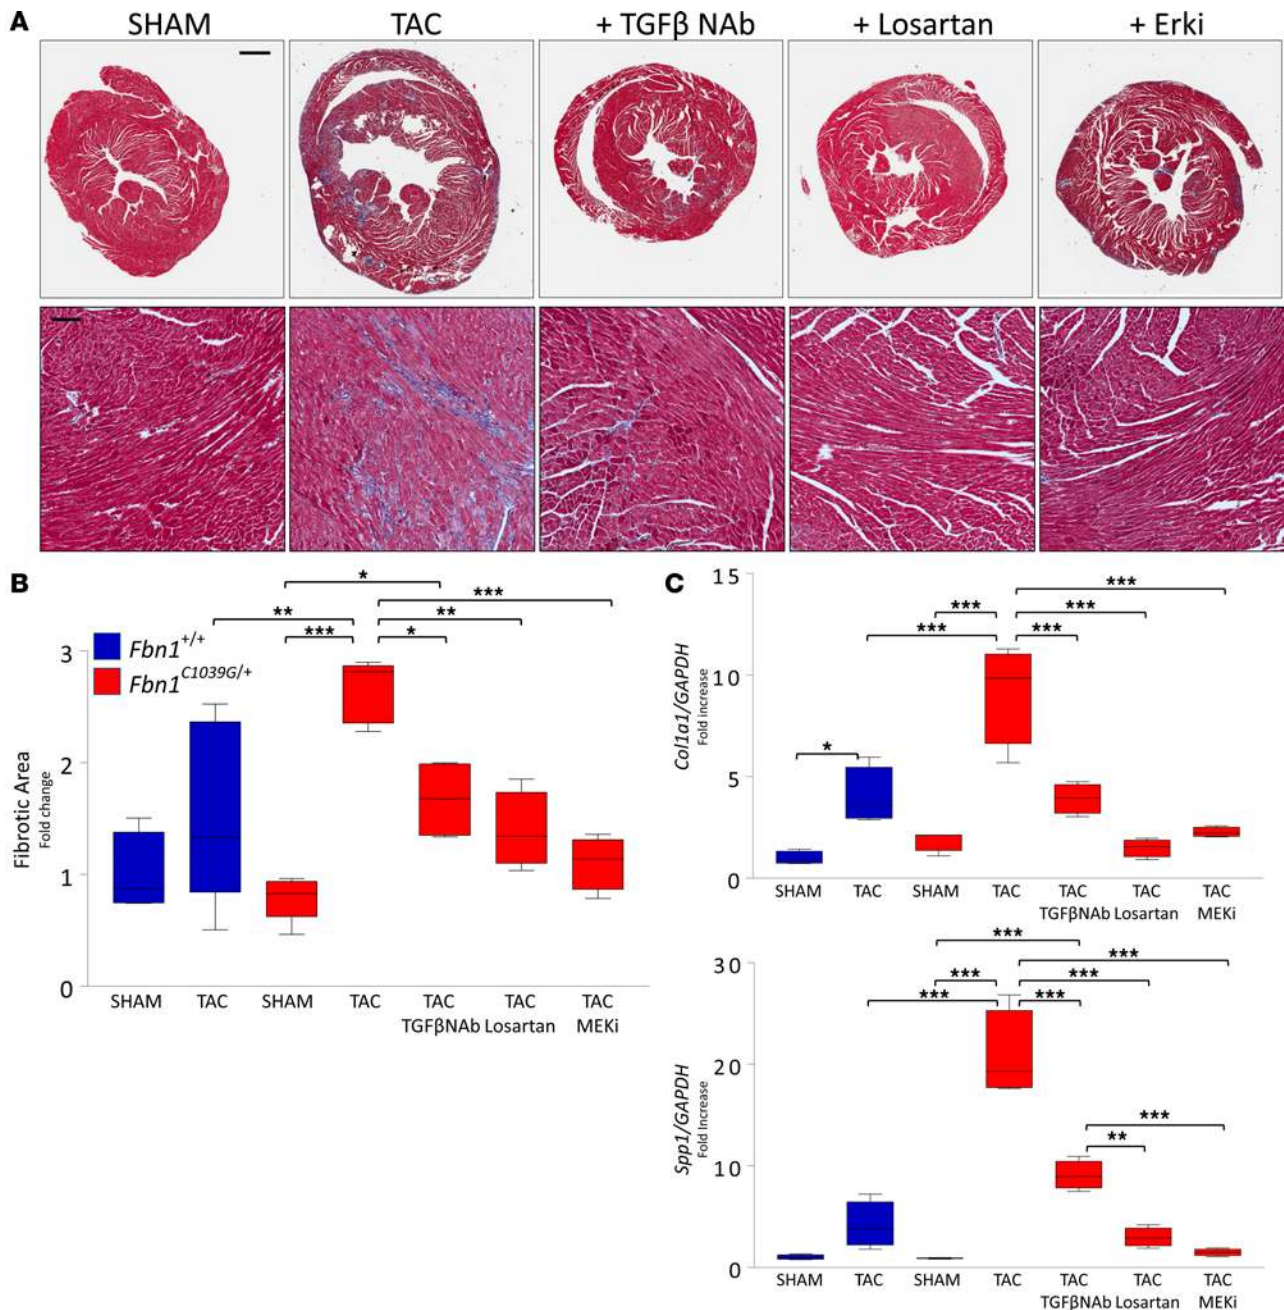 A
SHAM TAC + TGFβ NAb + Losartan + Erki
B
* *** ** ** *** *
Fbn1+/+
Fbn1C1039G/+
Fibrotic Area
Fold change
3
2
1
0
SHAM TAC SHAM TAC TAC TAC TAC
TGFβNAb Losartan MEKi
C
*** *** *** *** *** *
Col1a1/GAPDH
Fold increase
15
10
5
0
SHAM TAC SHAM TAC TAC TAC TAC
TGFβNAb Losartan MEKi
*** *** *** *** *** *** *** **
Spp1/GAPDH
Fold Increase
30
20
10
0
SHAM TAC SHAM TAC TAC TAC TAC
TGFβNAb Losartan MEKi